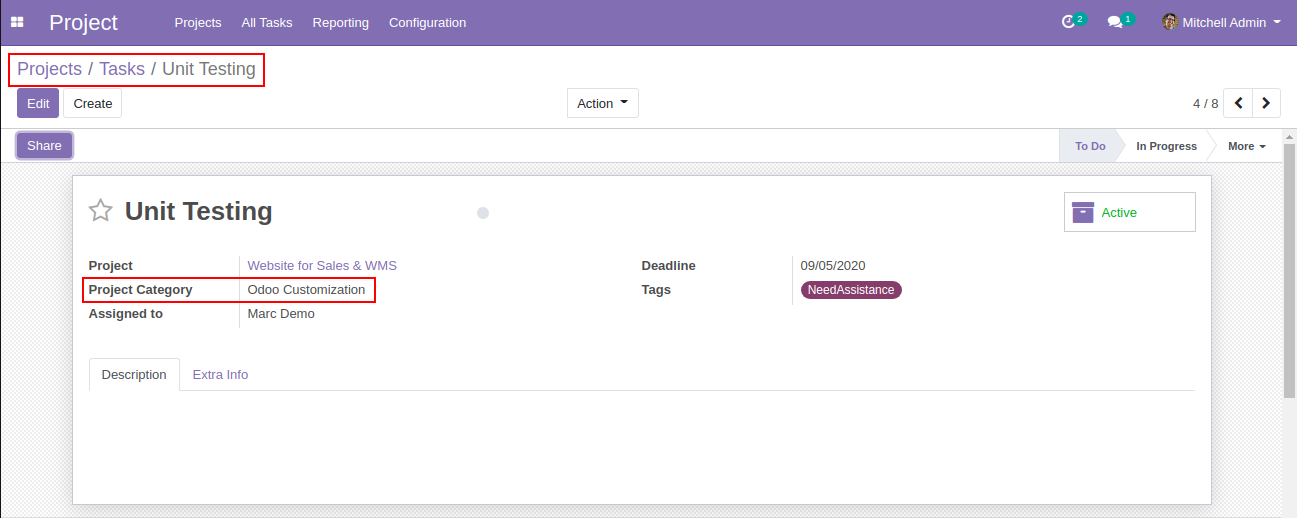 Project Projects All Tasks Reporting Configuration 2 1 Mitchell Admin
Projects / Tasks / Unit Testing
Edit Create Action 4 / 8
Share To Do In Progress More
Unit Testing Active
Project Website for Sales & WMS Deadline 09/05/2020
Project Category Odoo Customization Tags NeedAssistance
Assigned to Marc Demo
Description Extra Info